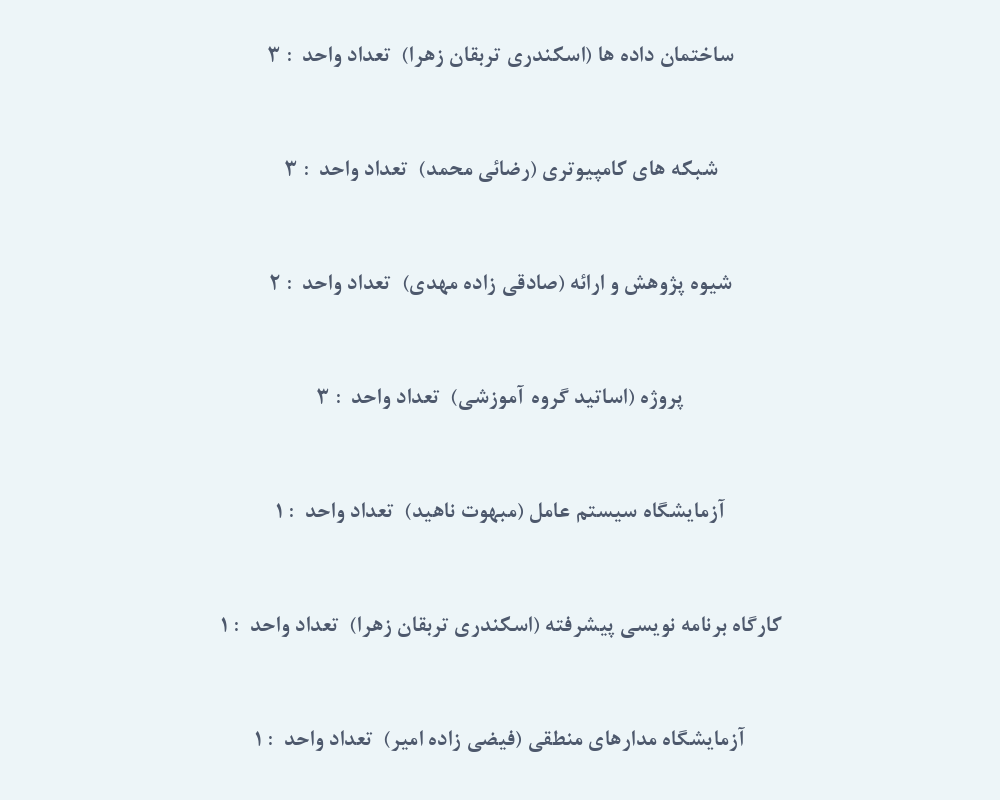 ساختمان داده ها (اسکندری تربقان زهرا) تعداد واحد : ۳
شبکه های کامپیوتری (رضائی محمد) تعداد واحد : ۳
شیوه پژوهش و ارائه (صادقی زاده مهدی) تعداد واحد : ۲
پروژه (اساتید گروه آموزشی) تعداد واحد : ۳
آزمایشگاه سیستم عامل (مبهوت ناهید) تعداد واحد : ۱
کارگاه برنامه نویسی پیشرفته (اسکندری تربقان زهرا) تعداد واحد : ۱
آزمایشگاه مدارهای منطقی (فیضی زاده امیر) تعداد واحد : ۱